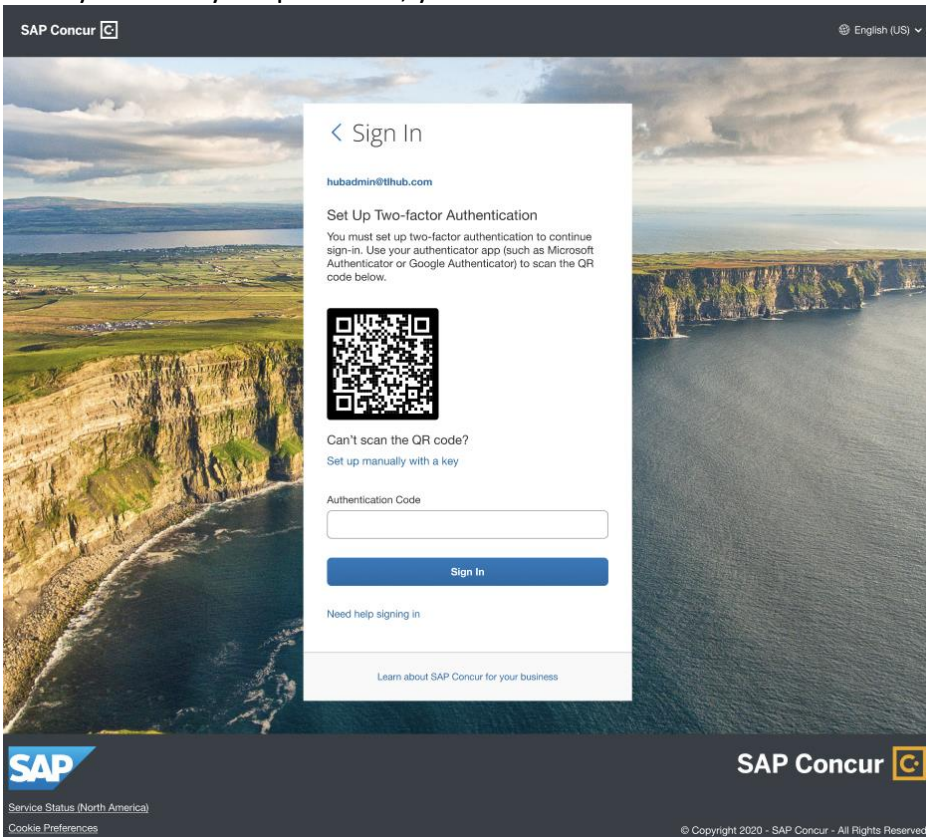 SAP Concur C
English (US)
Sign In
hubadmin@tlhub.com
Set Up Two-factor Authentication
You must set up two-factor authentication to continue
sign-in. Use your authenticator app (such as Microsoft
Authenticator or Google Authenticator) to scan the QR
code below.
Can't scan the QR code?
Set up manually with a key
Authentication Code
Sign In
Need help signing in
Learn about SAP Concur for your business
SAP
SAP Concur C
Service Status (North America)
Cookie Preferences
© Copyright 2020 - SAP Concur - All Rights Reserved